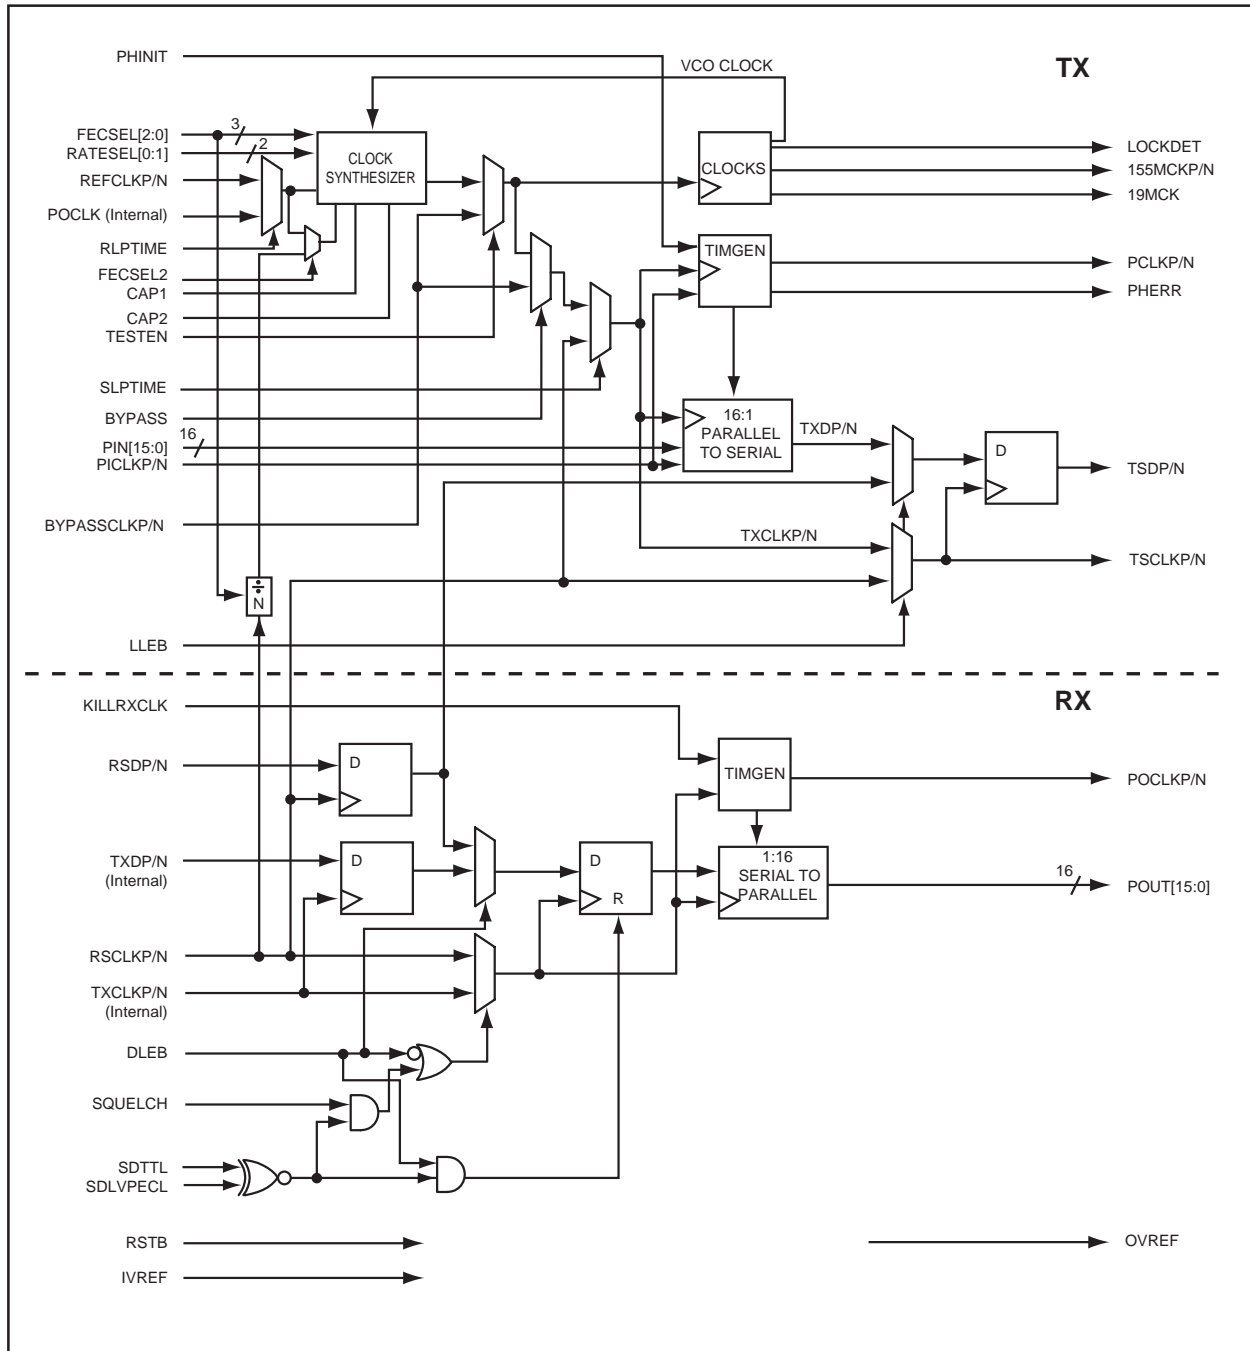 PHINIT
VCO CLOCK
TX
FECSEL[2:0]
3
RATESEL[0:1]
2
REFCLKP/N
POCLK (Internal)
RLPTIME
FECSEL2
CAP1
CAP2
TESTEN
SLPTIME
BYPASS
PIN[15:0]
16
PICLKP/N
BYPASSCLKP/N
LLEB
CLOCK
SYNTHESIZER
CLOCKS
LOCKDET
155MCKP/N
19MCK
TIMGEN
PCLKP/N
PHERR
16:1
PARALLEL
TO SERIAL
TXDP/N
D
TSDP/N
TXCLKP/N
TSCLKP/N
÷
N
RX
KILLRXCLK
RSDP/N
D
TIMGEN
POCLKP/N
TXDP/N
(Internal)
D
D
R
1:16
SERIAL TO
PARALLEL
16
POUT[15:0]
RSCLKP/N
TXCLKP/N
(Internal)
DLEB
SQUELCH
SDTTL
SDLVPECL
RSTB
OVREF
IVREF